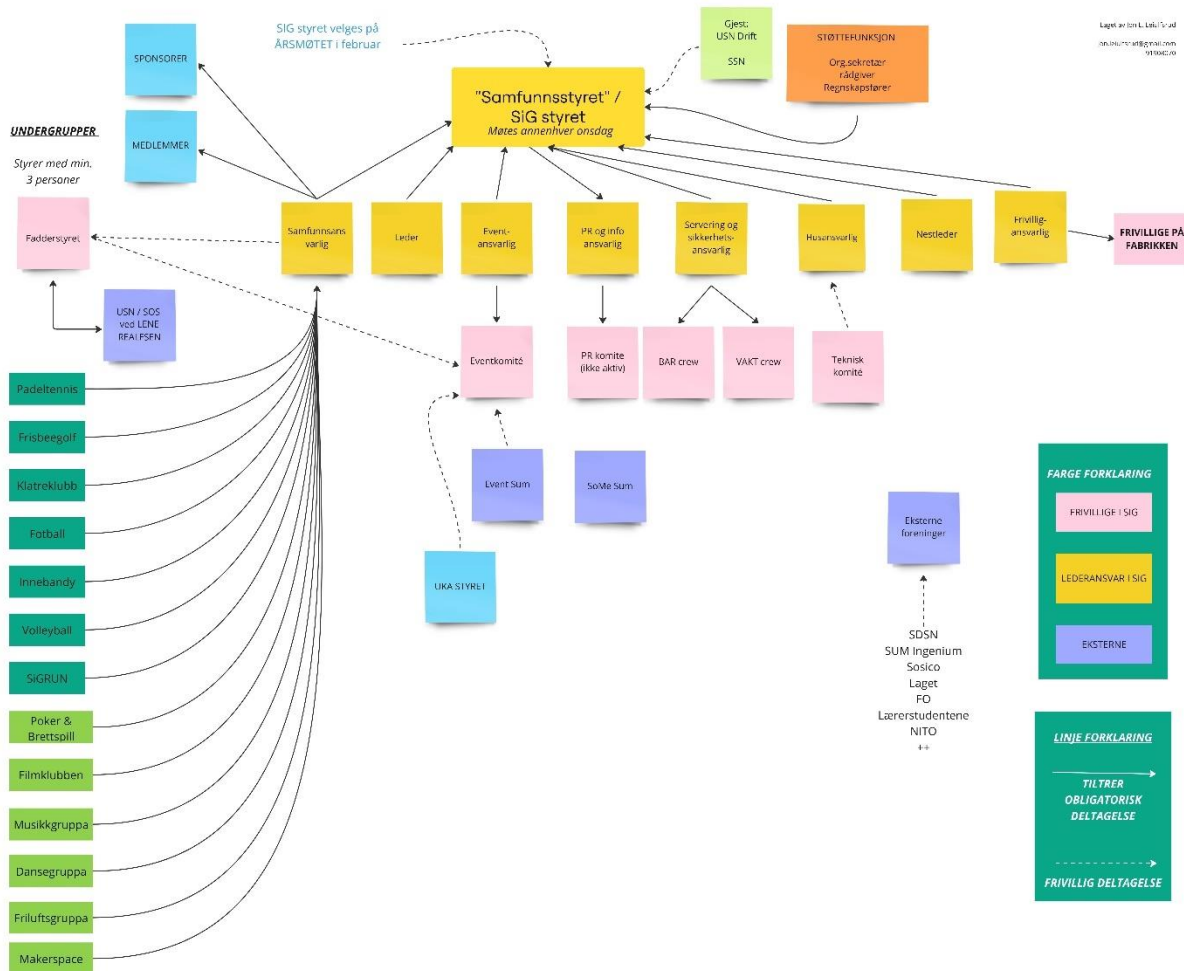 SIG styret velges på
ÅRSMØTET i februar
Gjest:
USN Drift
SSN
STØTTEFUNKSJON
Org.sekretær
rådgiver
Regnskapsfører
Laget av Jon L.
SPONSORER
MEDLEMMER
"Samfunnsstyret" /
SiG styret
Møtes annenhver onsdag
UNDERGRUPPER
Styrer med min.
3 personer
Fadderstyret
Samfunnsans
varlig
Leder
Event-
ansvarlig
PR og info
ansvarlig
Servering og
sikkerhets-
ansvarlig
Husansvarlig
Nestleder
Frivillig-
ansvarlig
FRIVILLIGE PÅ
FABRIKKEN
USN / SOS
ved LENE
Eventkomité
PR komite
(ikke aktiv)
BAR crew
VAKT crew
Teknisk
komité
Event Sum
SoMe Sum
UKA STYRET
Eksterne
foreninger
SDSN
SUM Ingenium
Sosico
Laget
FO
Lærerstudentene
NITO
++
Padeltennis
Frisbeegolf
Klatreklubb
Fotball
Innebandy
Volleyball
SiGRUN
Poker &
Brettspill
Filmklubben
Musikkgruppa
Dansegruppa
Friluftsgruppa
Makerspace
FARGE FORKLARING
FRIVILLIGE I SIG
LEDERANSVAR I SIG
EKSTERNE
LINJE FORKLARING
TILTRER
OBLIGATORISK
DELTAGELSE
FRIVILLIG DELTAGELSE